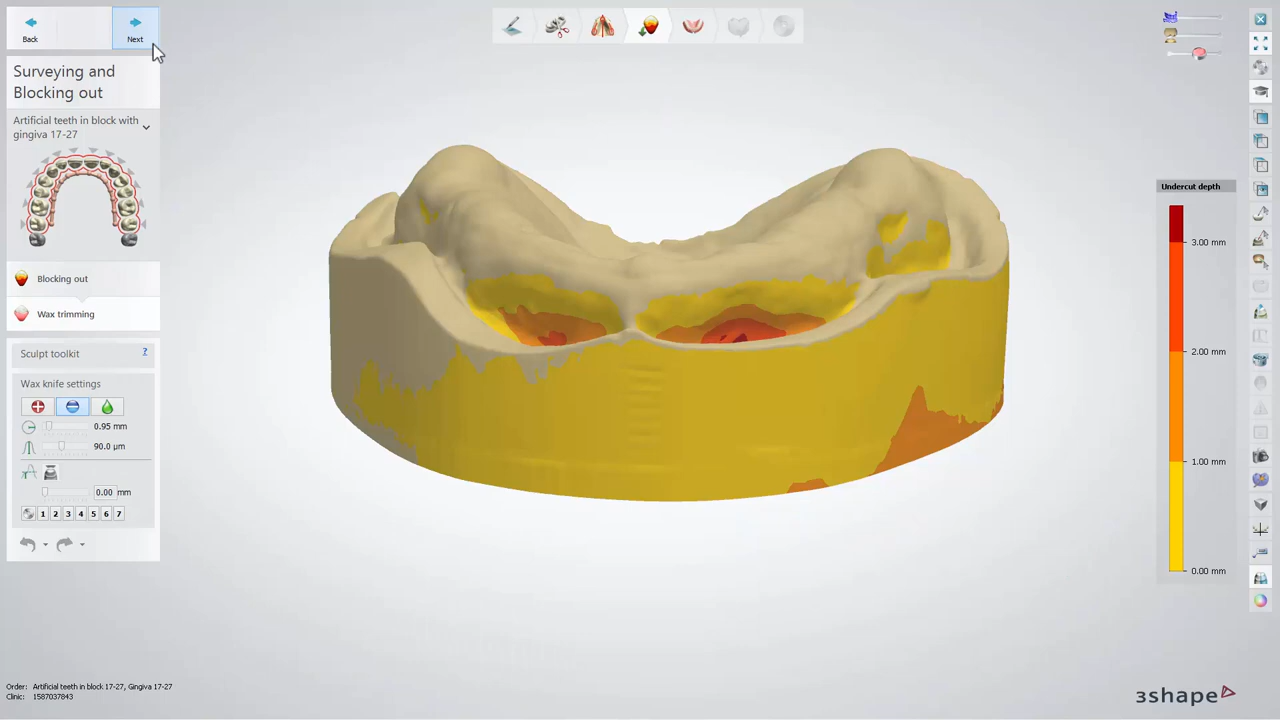 Back
Next
Surveying and
Blocking out
Artificial teeth in block with
gingiva 17-27
Blocking out
Wax trimming
Sculpt toolkit
?
Wax knife settings
0.95 mm
90.0 µm
0.00 mm
1 2 3 4 5 6 7
Undercut depth
3.00 mm
2.00 mm
1.00 mm
0.00 mm
Order: Artificial teeth in block 17-27, Gingiva 17-27
Clinic: 1587037843
3shape